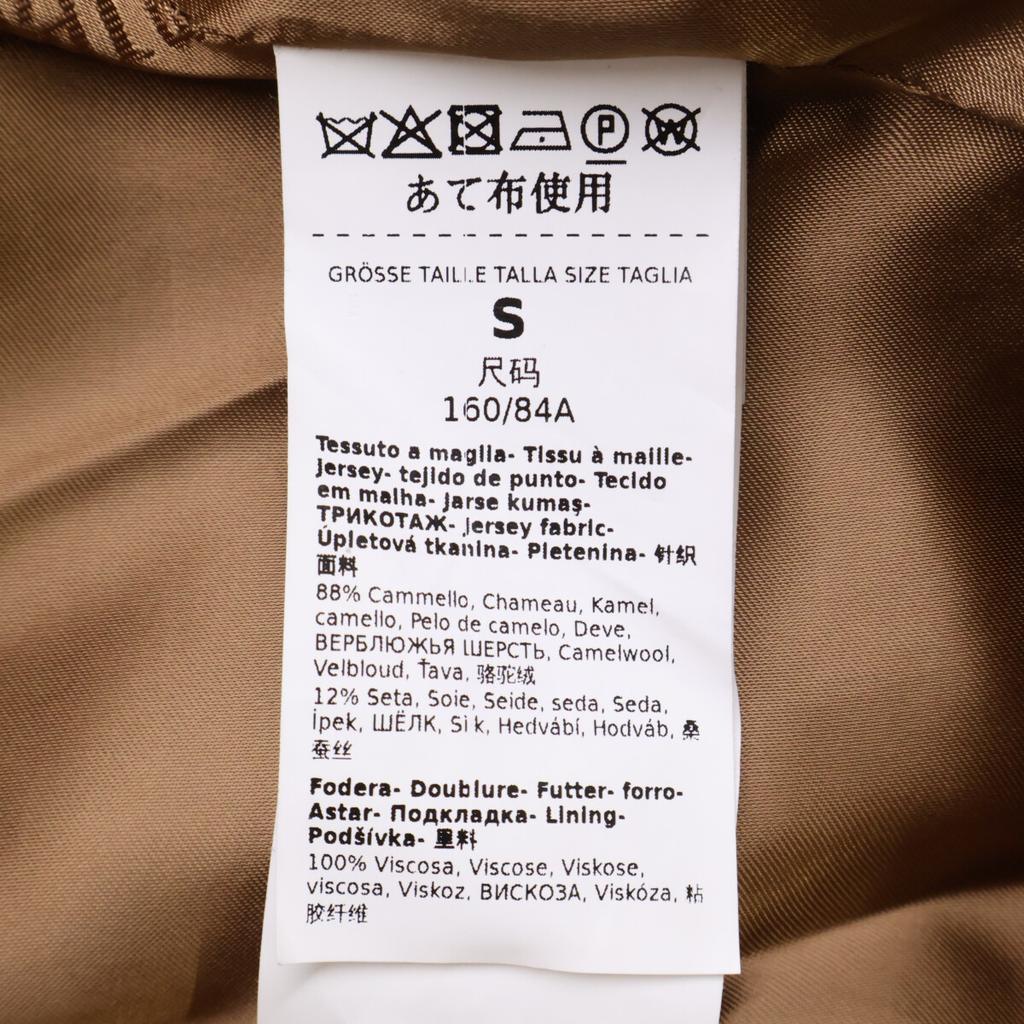 P W
あて布使用
GRÖSSE TAILLE TALLA SIZE TAGLIA
S
尺码
160/84A
Tessuto a maglia- Tissu à maille-
Jersey- tejido de punto- Tecido
em malha- Jarse kumaş-
ТРИКОТАЖ- Jersey fabric-
Úpletová tkanina- Pletenina- 针织
面料
88% Cammello, Chameau, Kamel,
camello, Pelo de camelo, Deve,
ВЕРБЛЮЖЬЯ ШЕРСТЬ, Camelwool,
Velbloud, Ťava, 骆驼绒
12% Seta, Soie, Seide, seda, Seda,
İpek, ШЁЛК, Silk, Hedvábí, Hodváb, 桑
蚕丝
Fodera- Doublure- Futter- forro-
Astar- Подкладка- Lining-
Podšívka- 里料
100% Viscosa, Viscose, Viskose,
viscosa, Viskoz, ВИСКОЗА, Viskóza, 粘
胶纤维